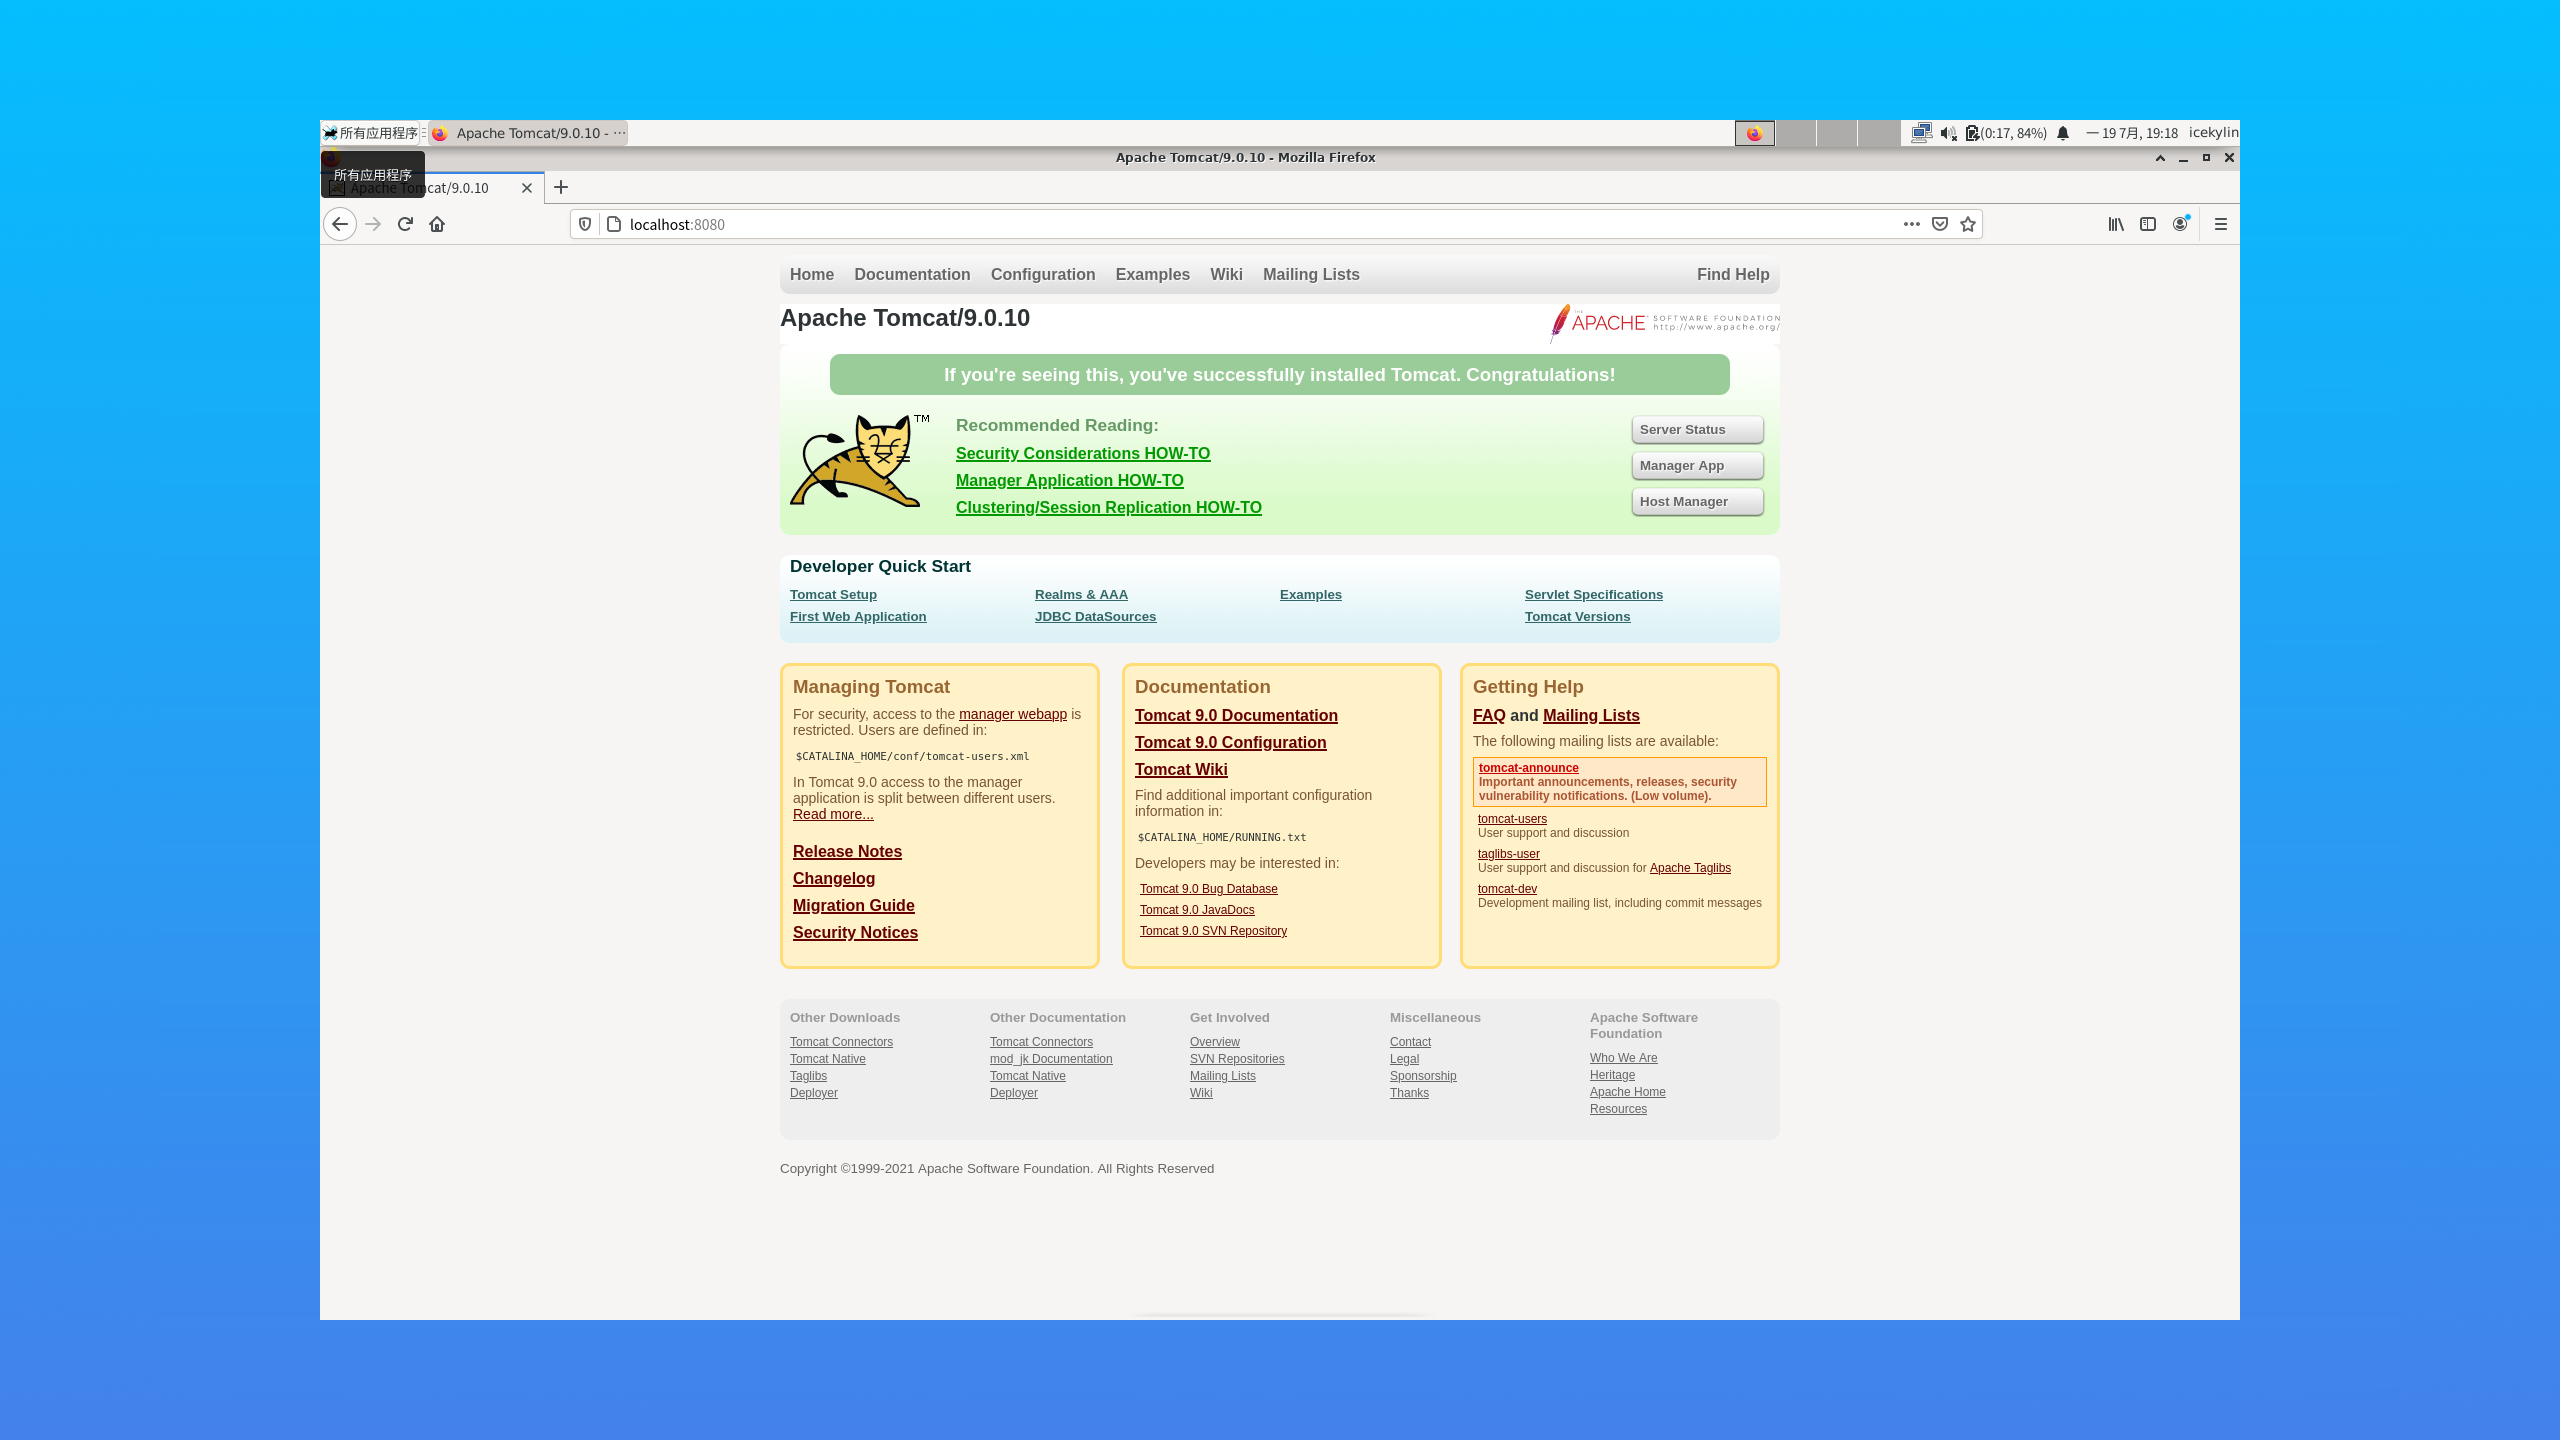 所有应用程序
Apache Tomcat/9.0.10 - ⋯
(0:17, 84%)
一 19 7月, 19:18
icekylin
Apache Tomcat/9.0.10 - Mozilla Firefox
所有应用程序
Apache Tomcat/9.0.10
localhost:8080
Home Documentation Configuration Examples Wiki Mailing Lists Find Help
Apache Tomcat/9.0.10
THE APACHE SOFTWARE FOUNDATION
http://www.apache.org/
If you're seeing this, you've successfully installed Tomcat. Congratulations!
TM
Recommended Reading:
Security Considerations HOW-TO
Manager Application HOW-TO
Clustering/Session Replication HOW-TO
Server Status
Manager App
Host Manager
Developer Quick Start
Tomcat Setup
First Web Application
Realms & AAA
JDBC DataSources
Examples
Servlet Specifications
Tomcat Versions
Managing Tomcat
For security, access to the manager webapp is
restricted. Users are defined in:
$CATALINA_HOME/conf/tomcat-users.xml
In Tomcat 9.0 access to the manager
application is split between different users.
Read more...
Release Notes
Changelog
Migration Guide
Security Notices
Documentation
Tomcat 9.0 Documentation
Tomcat 9.0 Configuration
Tomcat Wiki
Find additional important configuration
information in:
$CATALINA_HOME/RUNNING.txt
Developers may be interested in:
Tomcat 9.0 Bug Database
Tomcat 9.0 JavaDocs
Tomcat 9.0 SVN Repository
Getting Help
FAQ and Mailing Lists
The following mailing lists are available:
tomcat-announce
Important announcements, releases, security
vulnerability notifications. (Low volume).
tomcat-users
User support and discussion
taglibs-user
User support and discussion for Apache Taglibs
tomcat-dev
Development mailing list, including commit messages
Other Downloads
Tomcat Connectors
Tomcat Native
Taglibs
Deployer
Other Documentation
Tomcat Connectors
mod_jk Documentation
Tomcat Native
Deployer
Get Involved
Overview
SVN Repositories
Mailing Lists
Wiki
Miscellaneous
Contact
Legal
Sponsorship
Thanks
Apache Software
Foundation
Who We Are
Heritage
Apache Home
Resources
Copyright ©1999-2021 Apache Software Foundation. All Rights Reserved